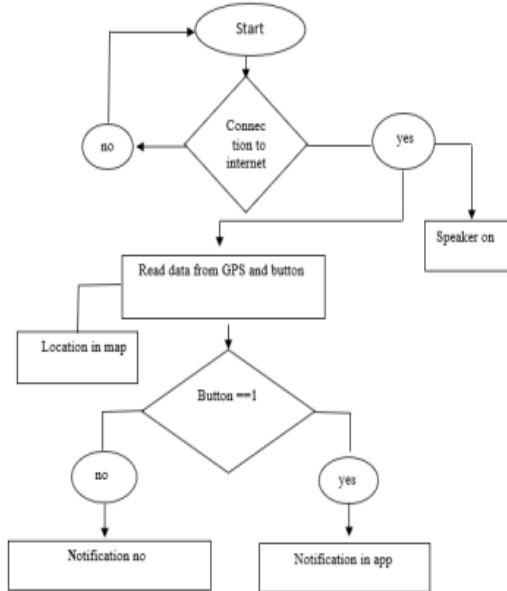 Start
Connec
tion to
internet
no
yes
Speaker on
Read data from GPS and button
Location in map
Button ==1
no
yes
Notification no
Notification in app